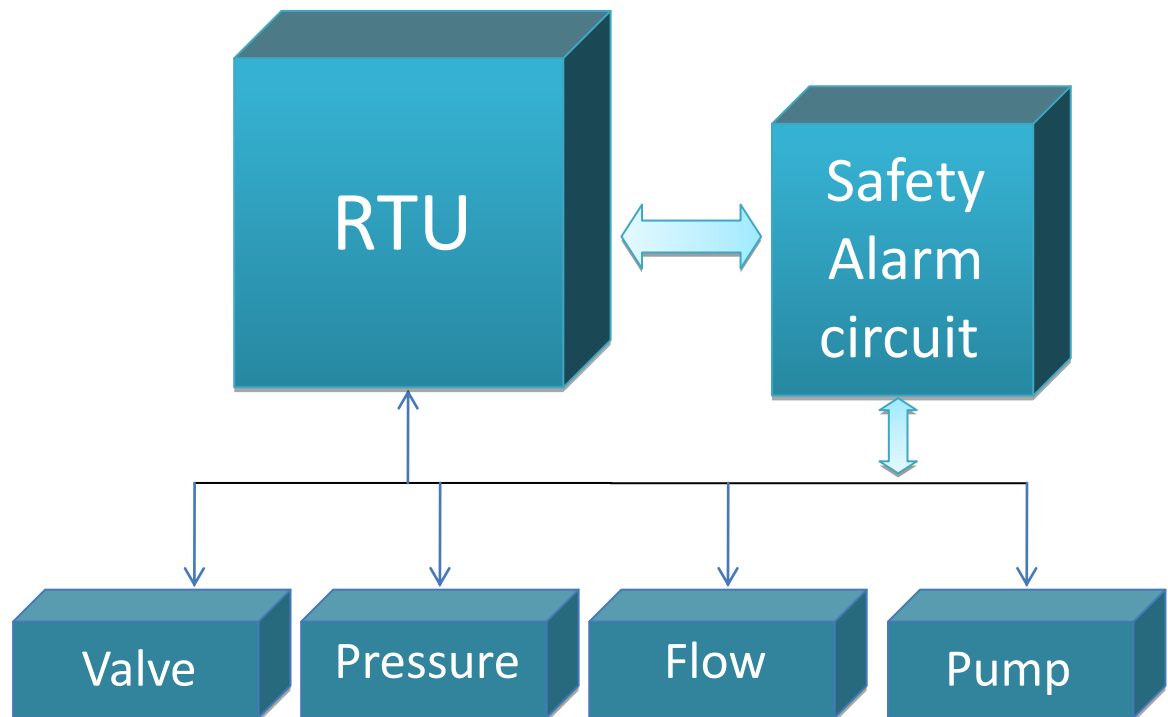 RTU
Safety
Alarm
circuit
Valve
Pressure
Flow
Pump